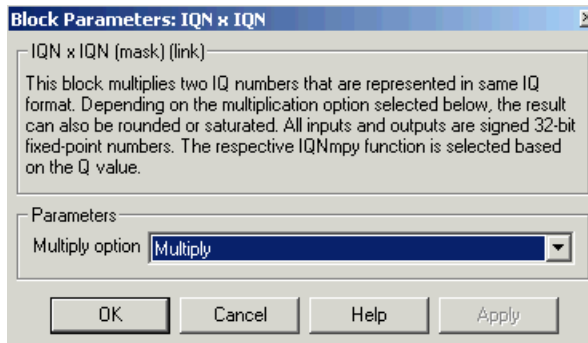 Block Parameters: IQN x IQN
IQN x IQN (mask) (link)
This block multiplies two IQ numbers that are represented in same IQ
format. Depending on the multiplication option selected below, the result
can also be rounded or saturated. All inputs and outputs are signed 32-bit
fixed-point numbers. The respective IQNmpy function is selected based
on the Q value.
Parameters
Multiply option Multiply
OK Cancel Help Apply